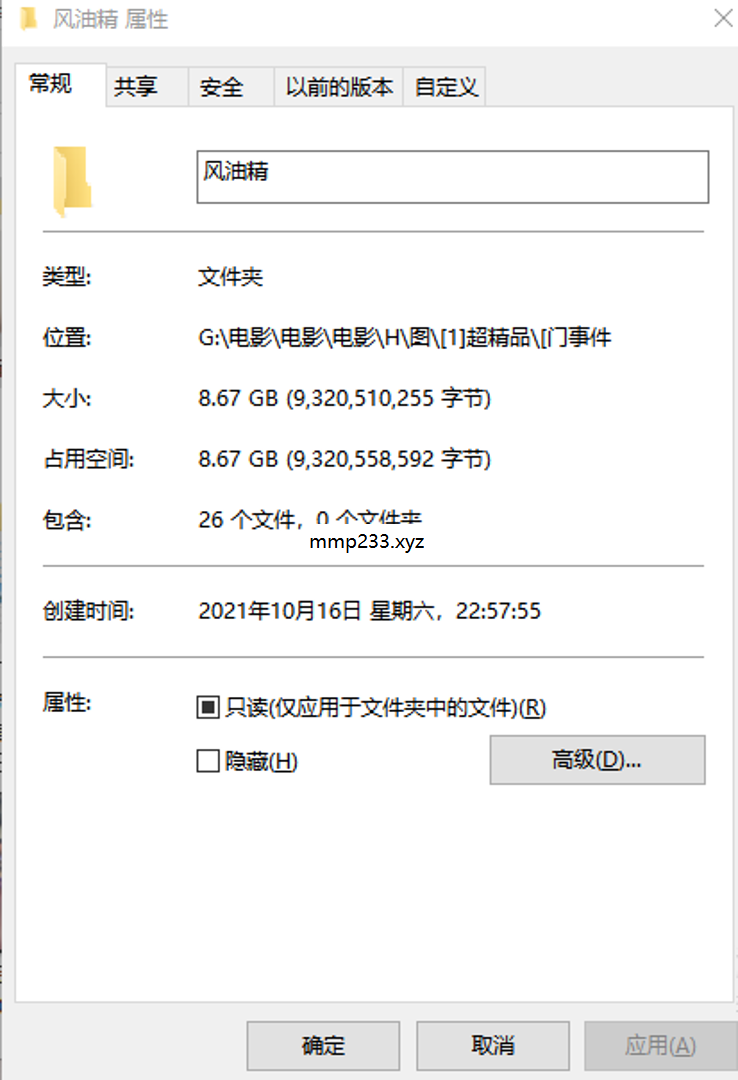 风油精 属性
常规 共享 安全 以前的版本 自定义
风油精
类型: 文件夹
位置: G:\电影\电影\电影\H\图\[1]超精品\[门事件
大小: 8.67 GB (9,320,510,255 字节)
占用空间: 8.67 GB (9,320,558,592 字节)
包含: 26 个文件，0 个文件夹
mmp233.xyz
创建时间: 2021年10月16日 星期六，22:57:55
属性: 只读(仅应用于文件夹中的文件)(R)
隐藏(H) 高级(D)...
确定 取消 应用(A)